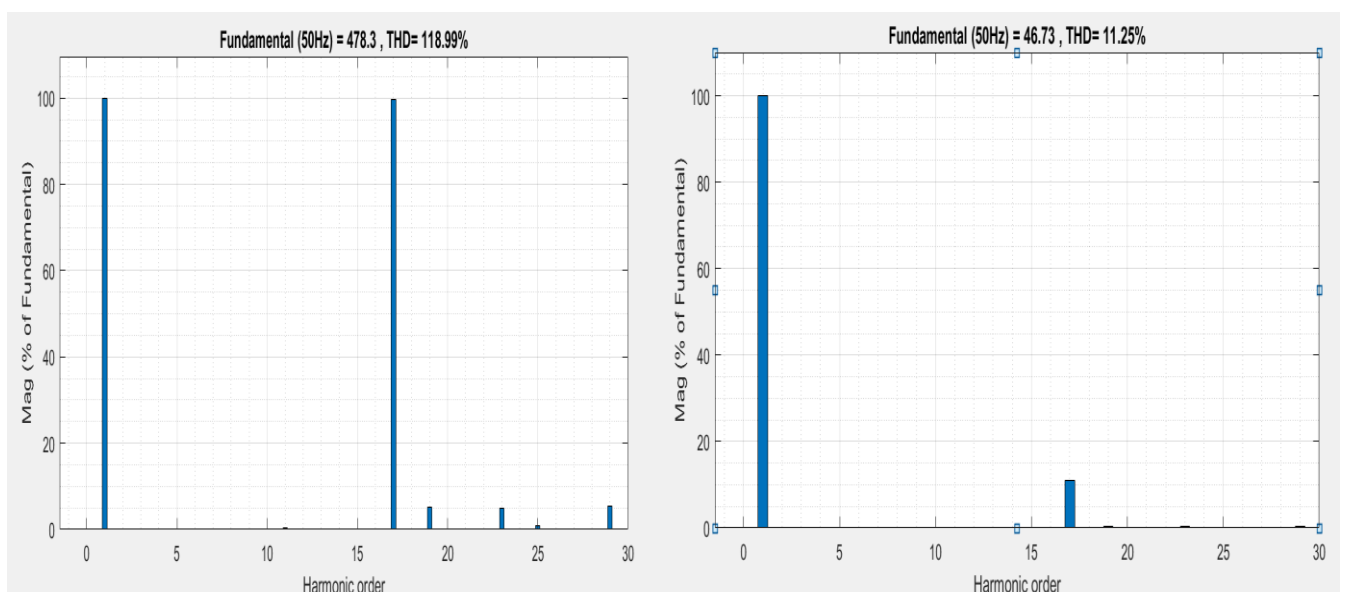 Fundamental (50Hz) = 478.3 , THD= 118.99%
Mag (% of Fundamental)
100
80
60
40
20
0
0 5 10 15 20 25 30
Harmonic order
Fundamental (50Hz) = 46.73 , THD= 11.25%
Mag (% of Fundamental)
100
80
60
40
20
0
0 5 10 15 20 25 30
Harmonic order